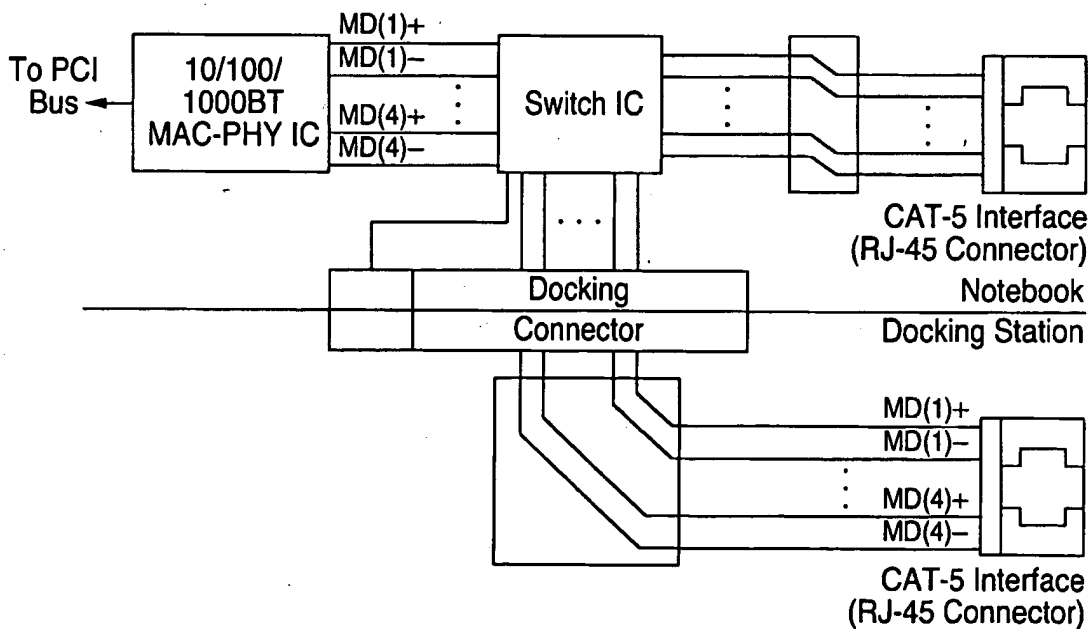 MD(1)+
MD(1)–
MD(4)+
MD(4)–
To PCI
Bus
10/100/
1000BT
MAC-PHY IC
Switch IC
CAT-5 Interface
(RJ-45 Connector)
Docking
Connector
Notebook
Docking Station
MD(1)+
MD(1)–
MD(4)+
MD(4)–
CAT-5 Interface
(RJ-45 Connector)